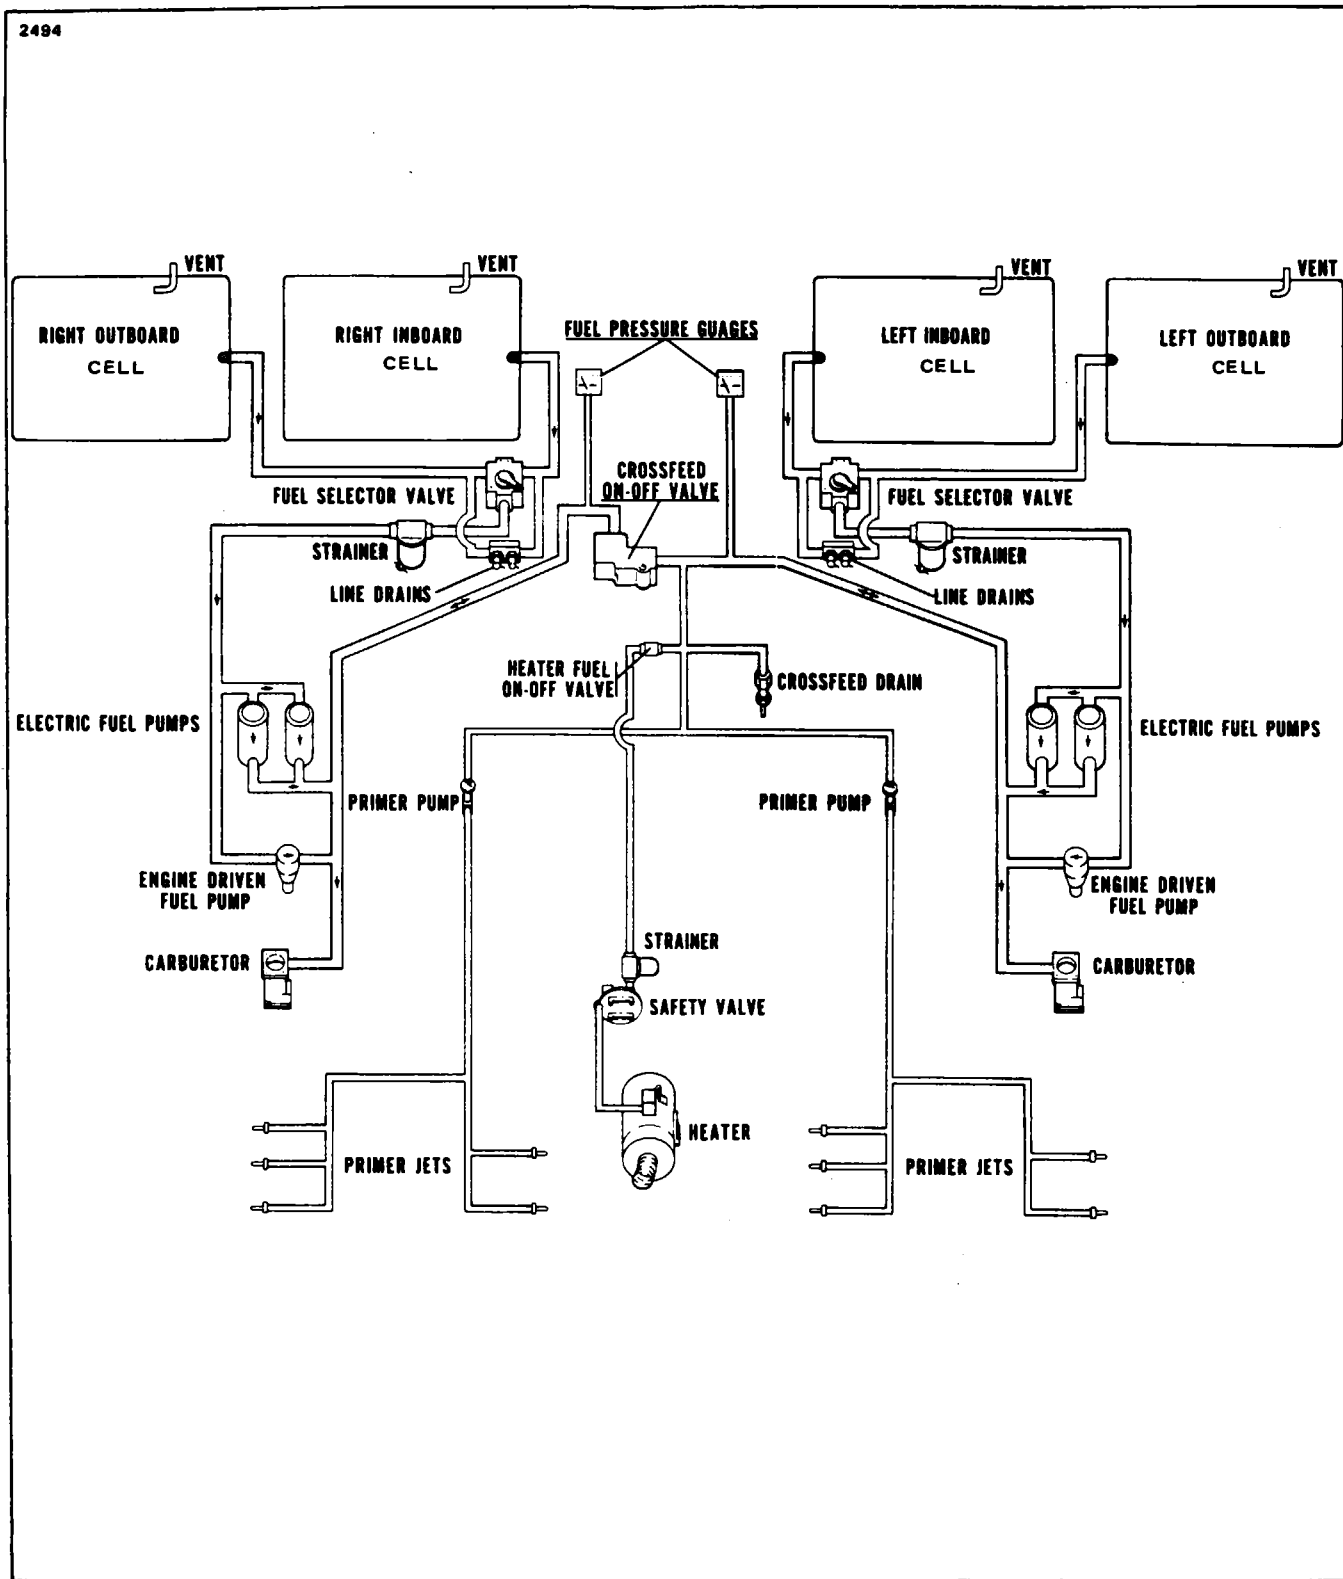 2494
VENT
VENT
VENT
VENT
RIGHT OUTBOARD
CELL
RIGHT INBOARD
CELL
FUEL PRESSURE GUAGES
LEFT INBOARD
CELL
LEFT OUTBOARD
CELL
FUEL SELECTOR VALVE
CROSSFEED
ON-OFF VALVE
FUEL SELECTOR VALVE
STRAINER
STRAINER
LINE DRAINS
LINE DRAINS
HEATER FUEL
ON-OFF VALVE
CROSSFEED DRAIN
ELECTRIC FUEL PUMPS
ELECTRIC FUEL PUMPS
PRIMER PUMP
PRIMER PUMP
ENGINE DRIVEN
FUEL PUMP
ENGINE DRIVEN
FUEL PUMP
STRAINER
CARBURETOR
CARBURETOR
SAFETY VALVE
HEATER
PRIMER JETS
PRIMER JETS